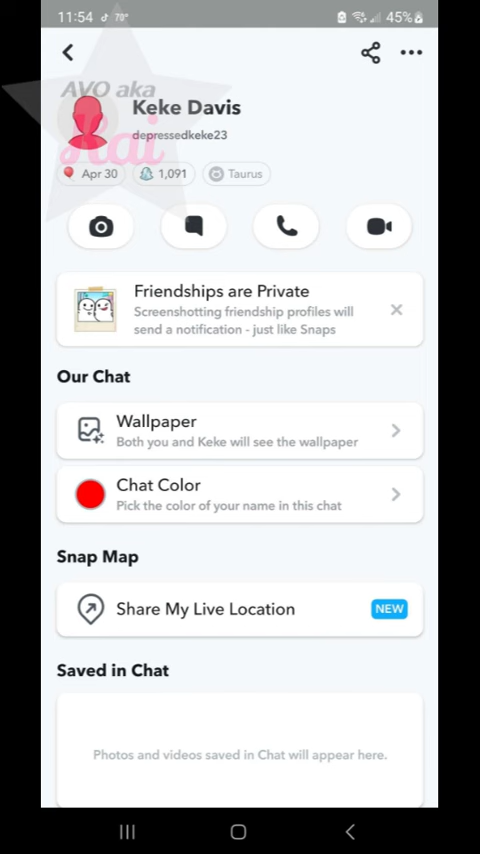 11:54 70° 45%
AVO aka
Kai
Keke Davis
depressedkeke23
Apr 30 1,091 Taurus
Friendships are Private
Screenshotting friendship profiles will
send a notification - just like Snaps
Our Chat
Wallpaper
Both you and Keke will see the wallpaper
Chat Color
Pick the color of your name in this chat
Snap Map
Share My Live Location NEW
Saved in Chat
Photos and videos saved in Chat will appear here.